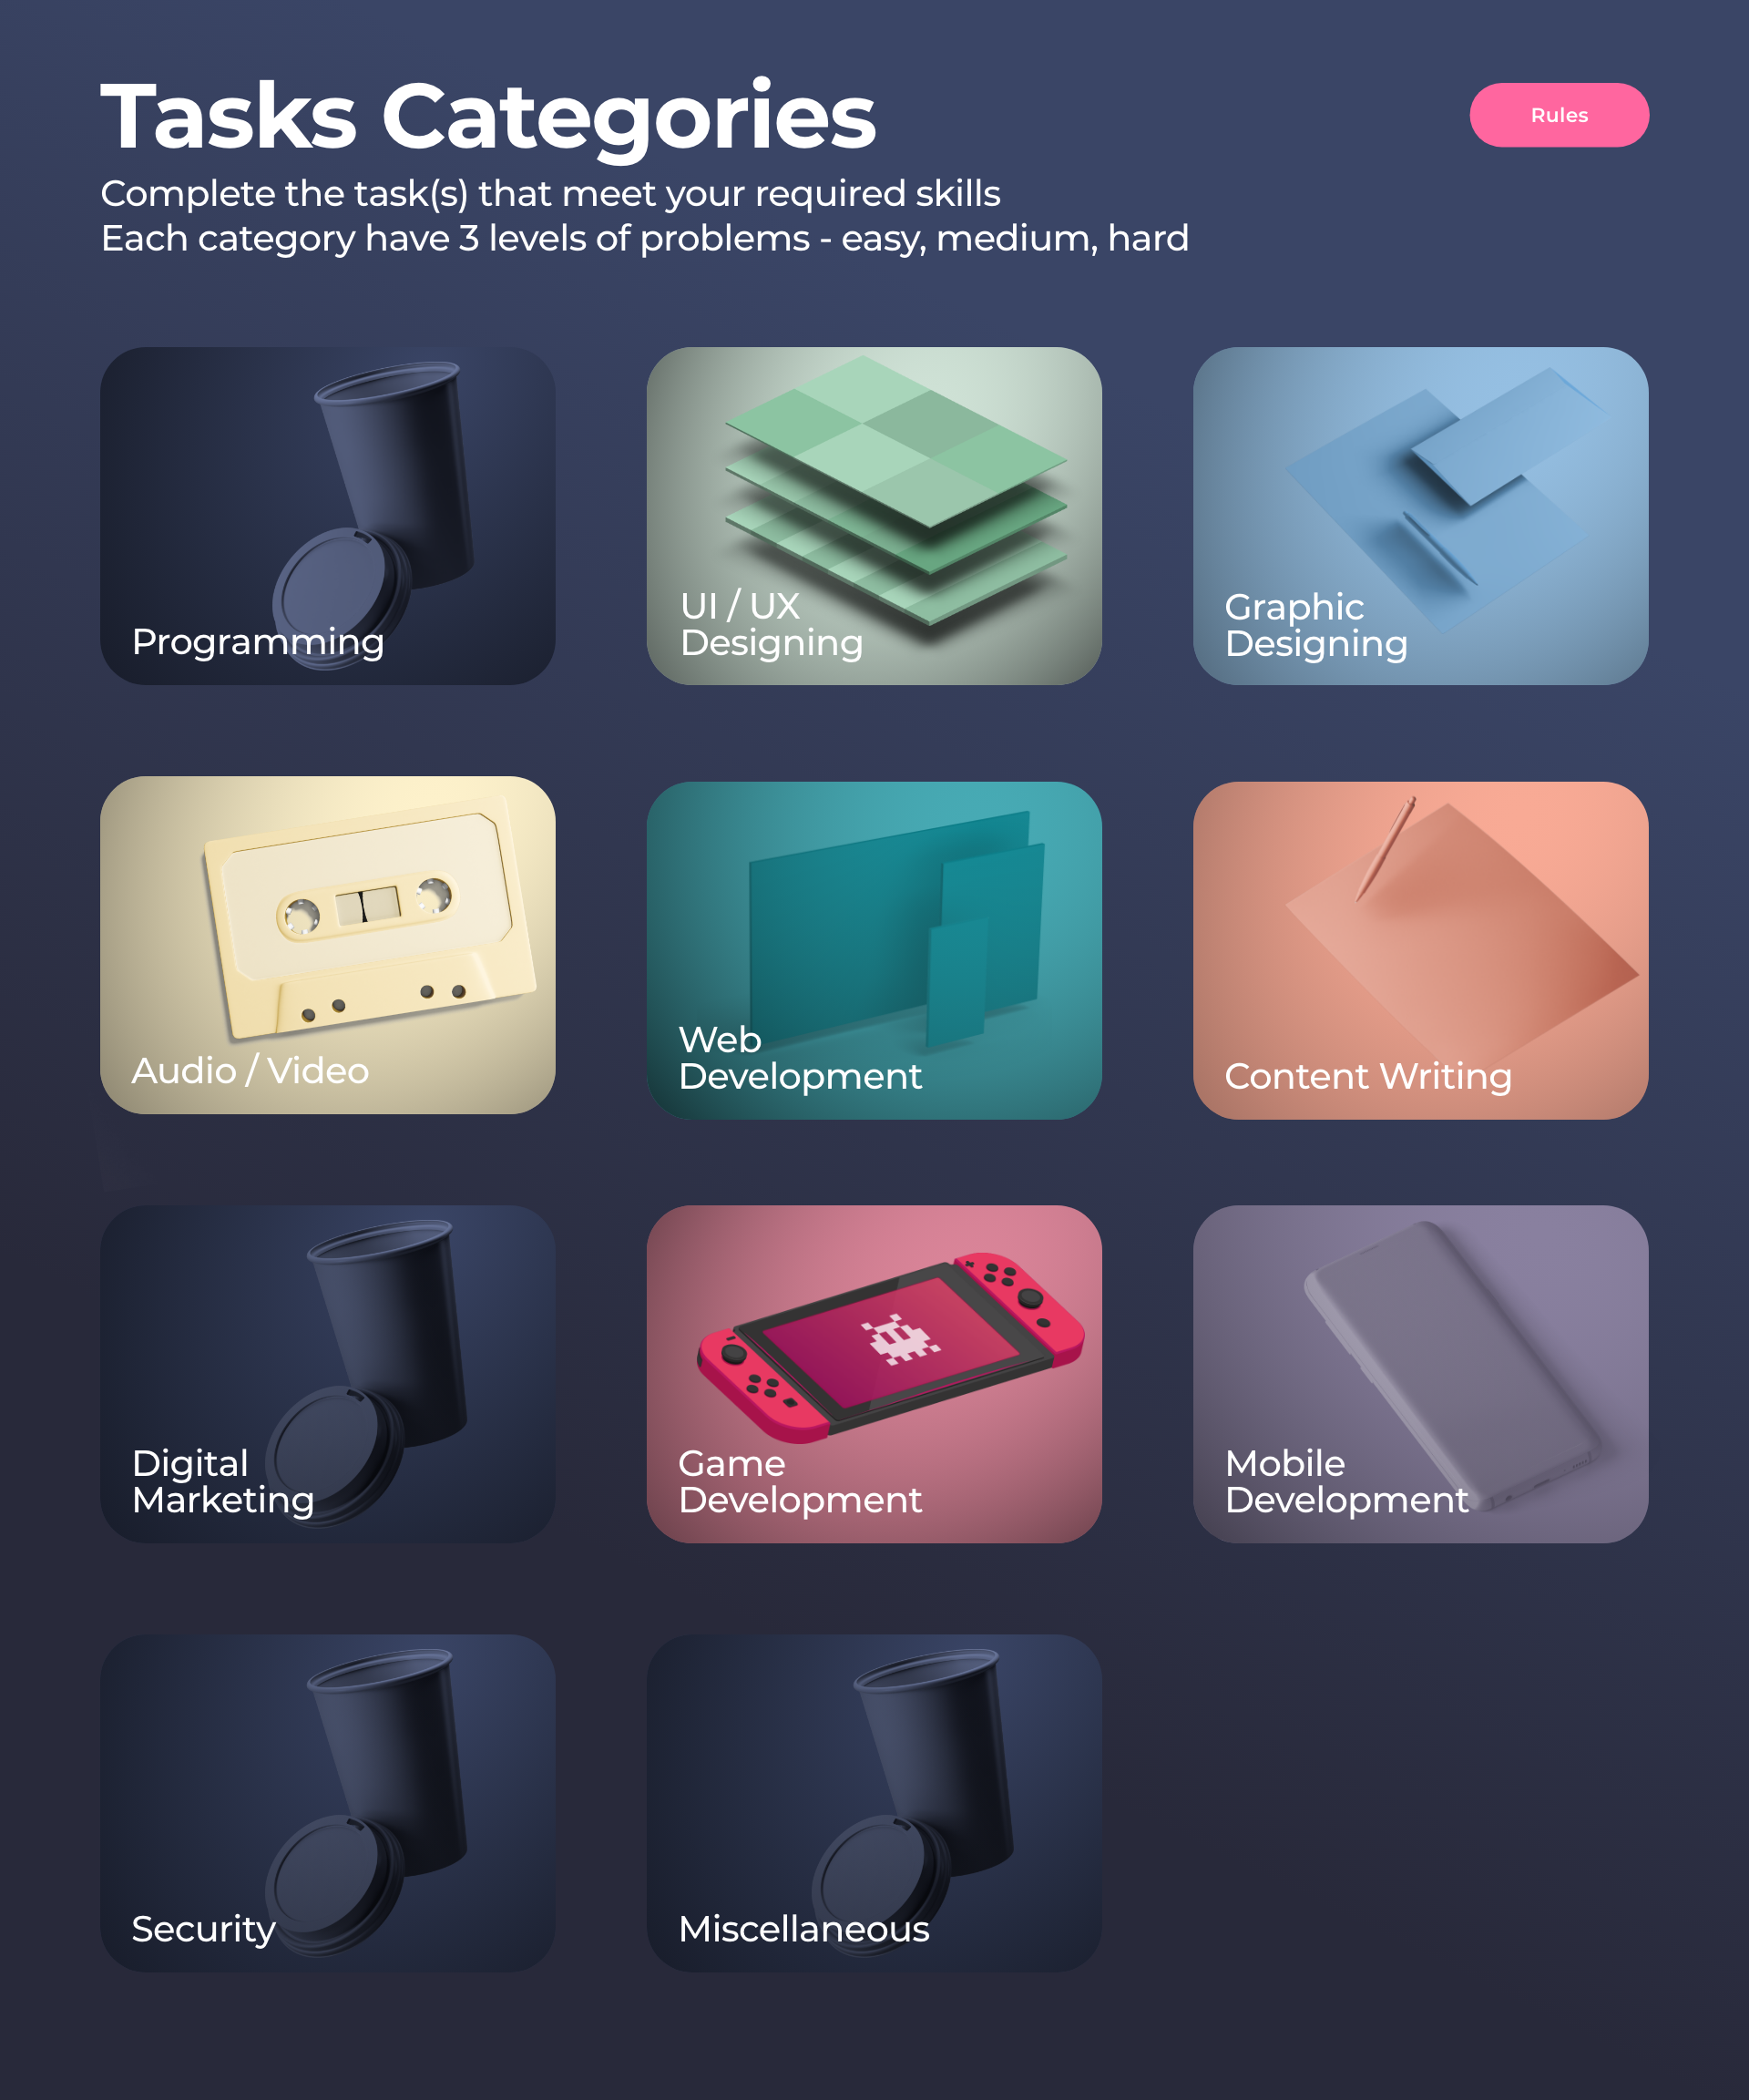 Tasks Categories
Rules
Complete the task(s) that meet your required skills
Each category have 3 levels of problems - easy, medium, hard
Programming
UI / UX
Designing
Graphic
Designing
Audio / Video
Web
Development
Content Writing
Digital
Marketing
Game
Development
Mobile
Development
Security
Miscellaneous